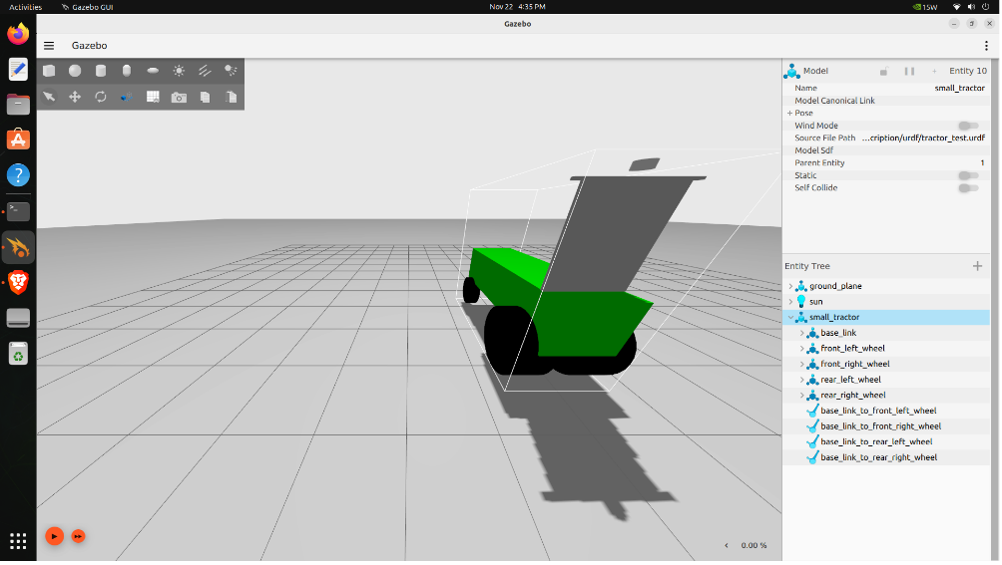 Activities
Gazebo GUI
Nov 22 4:35 PM
15W
Gazebo
Gazebo
Model
Entity 10
Name small_tractor
Model Canonical Link
Pose
Wind Mode
Source File Path ...cription/urdf/tractor_test.urdf
Model Sdf
Parent Entity 1
Static
Self Collide
Entity Tree
ground_plane
sun
small_tractor
base_link
front_left_wheel
front_right_wheel
rear_left_wheel
rear_right_wheel
base_link_to_front_left_wheel
base_link_to_front_right_wheel
base_link_to_rear_left_wheel
base_link_to_rear_right_wheel
0.00 %